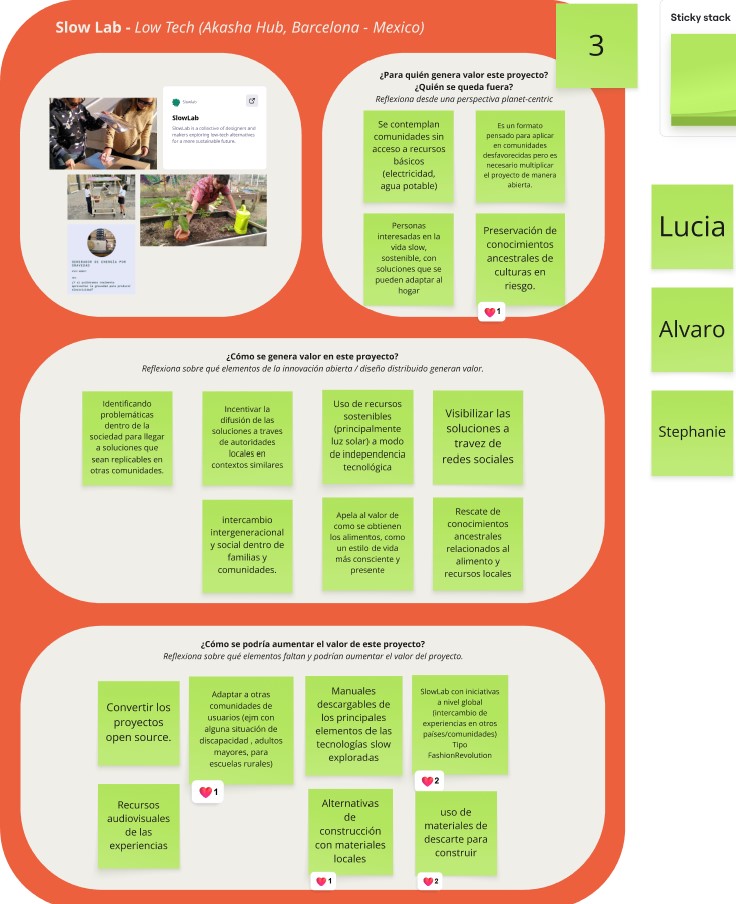 Slow Lab - Low Tech (Akasha Hub, Barcelona - Mexico)
3
Sticky stack
Slowlab
SlowLab
SlowLab is a collective of designers and
makers exploring low-tech alternatives
for a more sustainable future.
GENERADOR DE ENERGÍA POR
GRAVEDAD
¿Para quién genera valor este proyecto?
¿Quién se queda fuera?
Reflexiona desde una perspectiva planet-centric
Se contemplan
comunidades sin
acceso a recursos
básicos
(electricidad,
agua potable)
Es un formato
pensado para aplicar
en comunidades
desfavorecidas pero es
necesario multiplicar
el proyecto de manera
abierta.
Personas
interesadas en la
vida slow,
sostenible, con
soluciones que se
pueden adaptar al
hogar
Preservación de
conocimientos
ancestrales de
culturas en
riesgo.
1
Lucia
Alvaro
Stephanie
¿Cómo se genera valor en este proyecto?
Reflexiona sobre qué elementos de la innovación abierta / diseño distribuido generan valor.
Identificando
problemáticas
dentro de la
sociedad para llegar
a soluciones que
sean replicables en
otras comunidades.
Incentivar la
difusión de las
soluciones a traves
de autoridades
locales en
contextos similares
Uso de recursos
sostenibles
(principalmente
luz solar) a modo
de independencia
tecnológica
Visibilizar las
soluciones a
travez de
redes sociales
intercambio
intergeneracional
y social dentro de
familias y
comunidades.
Apela al valor de
como se obtienen
los alimentos, como
un estilo de vida
más consciente y
presente
Rescate de
conocimientos
ancestrales
relacionados al
alimento y
recursos locales
¿Cómo se podría aumentar el valor de este proyecto?
Reflexiona sobre qué elementos faltan y podrían aumentar el valor del proyecto.
Convertir los
proyectos
open source.
Adaptar a otras
comunidades de
usuarios (ejm con
alguna situación de
discapacidad , adultos
mayores, para
escuelas rurales)
1
Manuales
descargables de
los principales
elementos de las
tecnologías slow
exploradas
SlowLab con iniciativas
a nivel global
(intercambio de
experiencias en otros
países/comunidades)
Tipo
FashionRevolution
2
Recursos
audiovisuales
de las
experiencias
Alternativas
de
construcción
con materiales
locales
1
uso de
materiales de
descarte para
construir
2